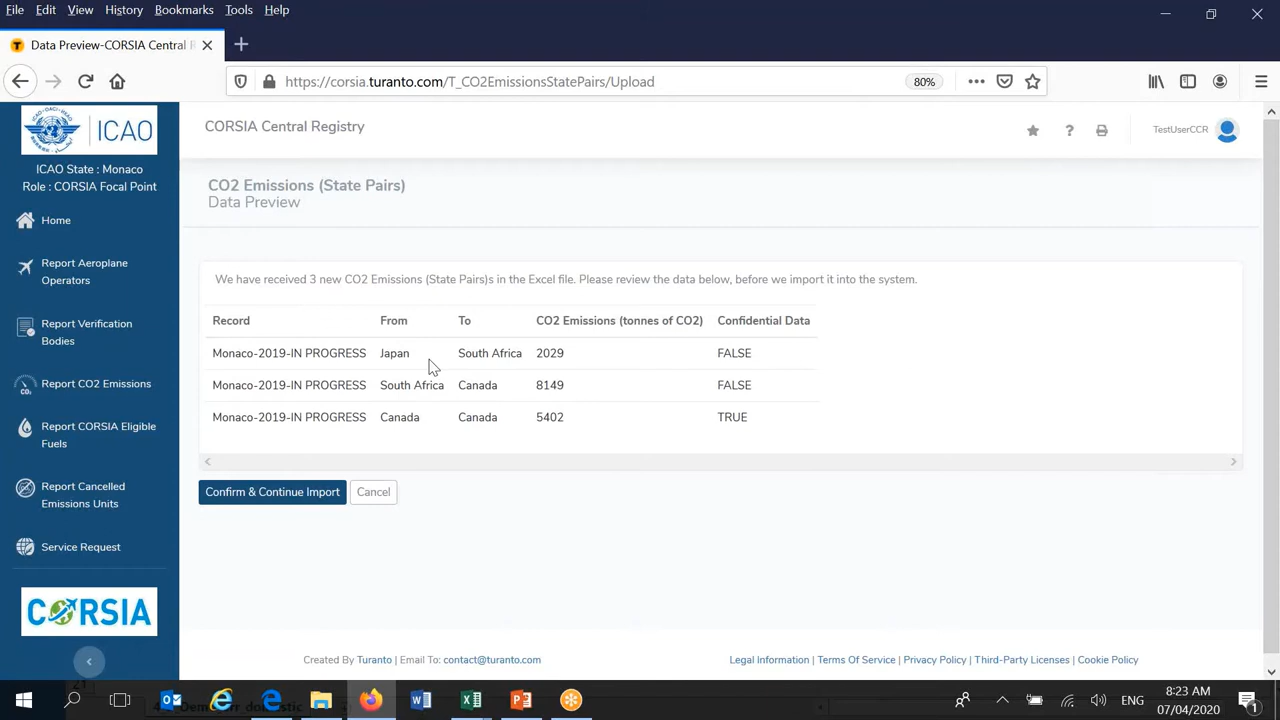 File Edit View History Bookmarks Tools Help
Data Preview-CORSIA Central R
https://corsia.turanto.com/T_CO2EmissionsStatePairs/Upload
80%
ICAO
CORSIA Central Registry
TestUserCCR
ICAO State : Monaco
Role : CORSIA Focal Point
Home
Report Aeroplane
Operators
Report Verification
Bodies
Report CO2 Emissions
Report CORSIA Eligible
Fuels
Report Cancelled
Emissions Units
Service Request
CORSIA
CO2 Emissions (State Pairs)
Data Preview
We have received 3 new CO2 Emissions (State Pairs)s in the Excel file. Please review the data below, before we import it into the system.
Record From To CO2 Emissions (tonnes of CO2) Confidential Data
Monaco-2019-IN PROGRESS Japan South Africa 2029 FALSE
Monaco-2019-IN PROGRESS South Africa Canada 8149 FALSE
Monaco-2019-IN PROGRESS Canada Canada 5402 TRUE
Confirm & Continue Import Cancel
Created By Turanto | Email To: contact@turanto.com
Legal Information | Terms Of Service | Privacy Policy | Third-Party Licenses | Cookie Policy
ENG
8:23 AM
07/04/2020